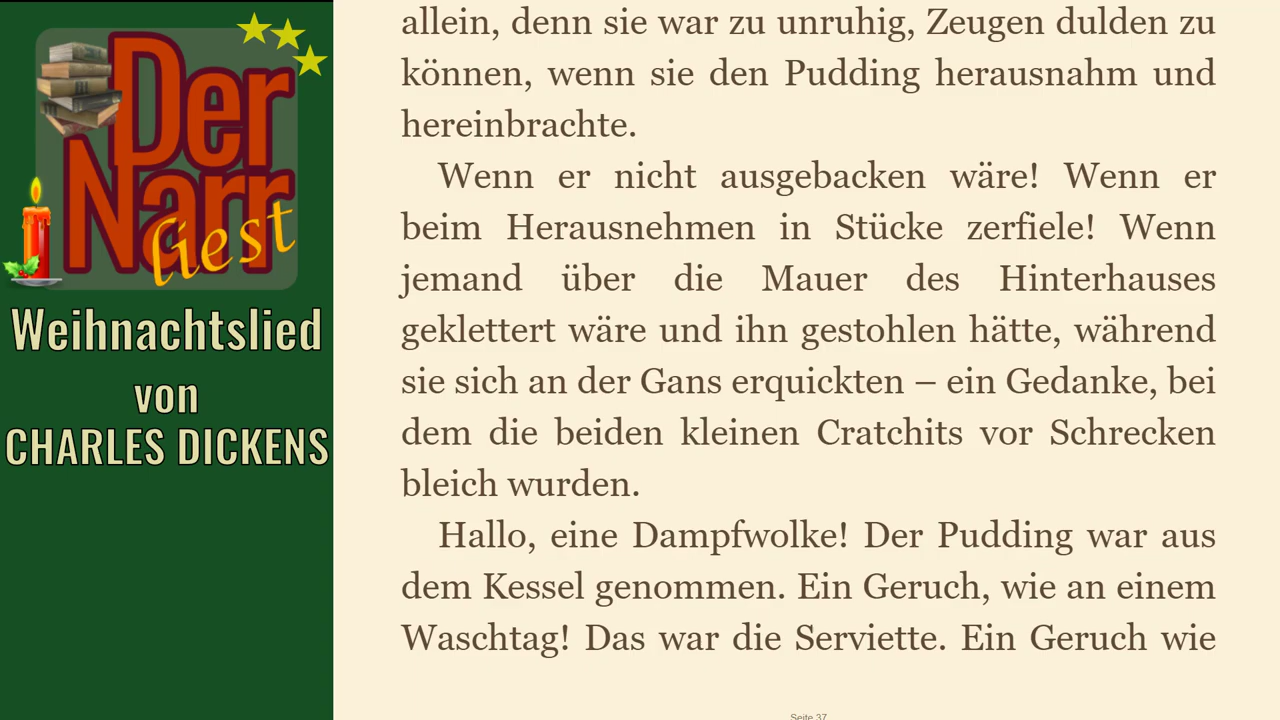 Der
Narr
liest
Weihnachtslied
von
CHARLES DICKENS
allein, denn sie war zu unruhig, Zeugen dulden zu
können, wenn sie den Pudding herausnahm und
hereinbrachte.
Wenn er nicht ausgebacken wäre! Wenn er
beim Herausnehmen in Stücke zerfiele! Wenn
jemand über die Mauer des Hinterhauses
geklettert wäre und ihn gestohlen hätte, während
sie sich an der Gans erquickten – ein Gedanke, bei
dem die beiden kleinen Cratchits vor Schrecken
bleich wurden.
Hallo, eine Dampfwolke! Der Pudding war aus
dem Kessel genommen. Ein Geruch, wie an einem
Waschtag! Das war die Serviette. Ein Geruch wie
Seite 37